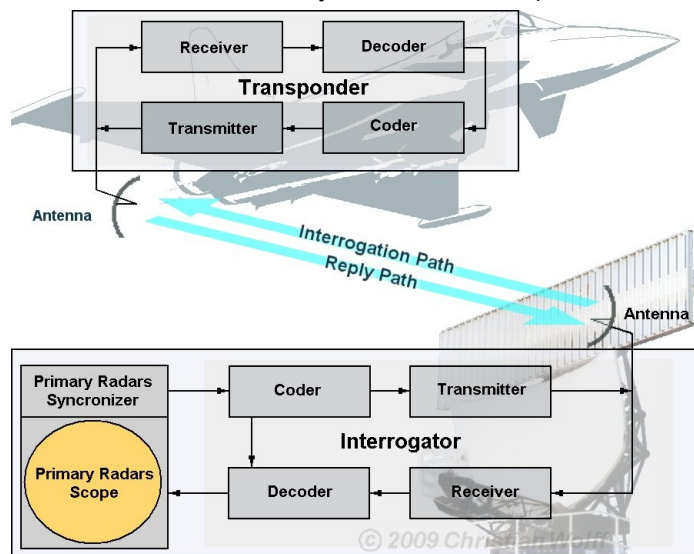 Receiver
Decoder
Transponder
Transmitter
Coder
Antenna
Interrogation Path
Reply Path
Antenna
Primary Radars
Syncronizer
Coder
Transmitter
Interrogator
Primary Radars
Scope
Decoder
Receiver
© 2009 Christian Wolff